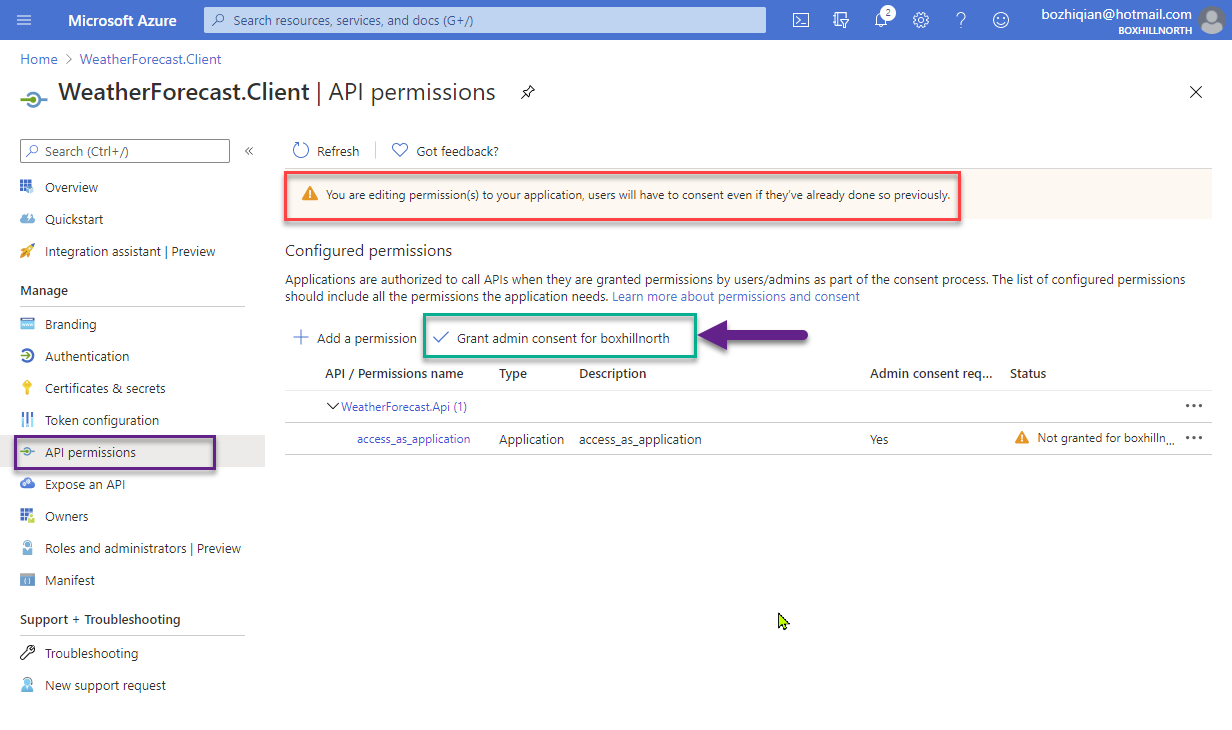 Microsoft Azure
Search resources, services, and docs (G+/)
2
bozhiqian@hotmail.com
BOXHILLNORTH
Home > WeatherForecast.Client
WeatherForecast.Client | API permissions
Search (Ctrl+/)
«
Overview
Quickstart
Integration assistant | Preview
Manage
Branding
Authentication
Certificates & secrets
Token configuration
API permissions
Expose an API
Owners
Roles and administrators | Preview
Manifest
Support + Troubleshooting
Troubleshooting
New support request
Refresh
Got feedback?
You are editing permission(s) to your application, users will have to consent even if they've already done so previously.
Configured permissions
Applications are authorized to call APIs when they are granted permissions by users/admins as part of the consent process. The list of configured permissions
should include all the permissions the application needs. Learn more about permissions and consent
Add a permission
Grant admin consent for boxhillnorth
API / Permissions name Type Description Admin consent req... Status
WeatherForecast.Api (1)
access_as_application Application access_as_application Yes Not granted for boxhilln...